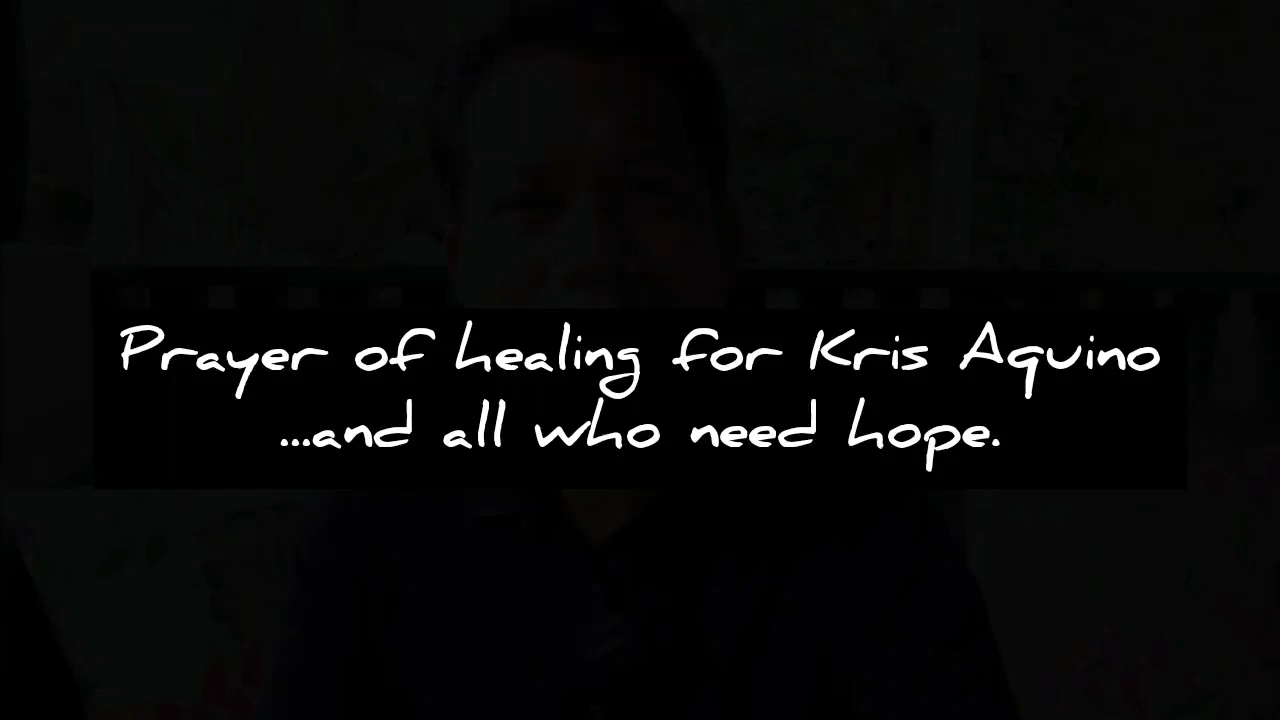 Prayer of healing for Kris Aquino
...and all who need hope.